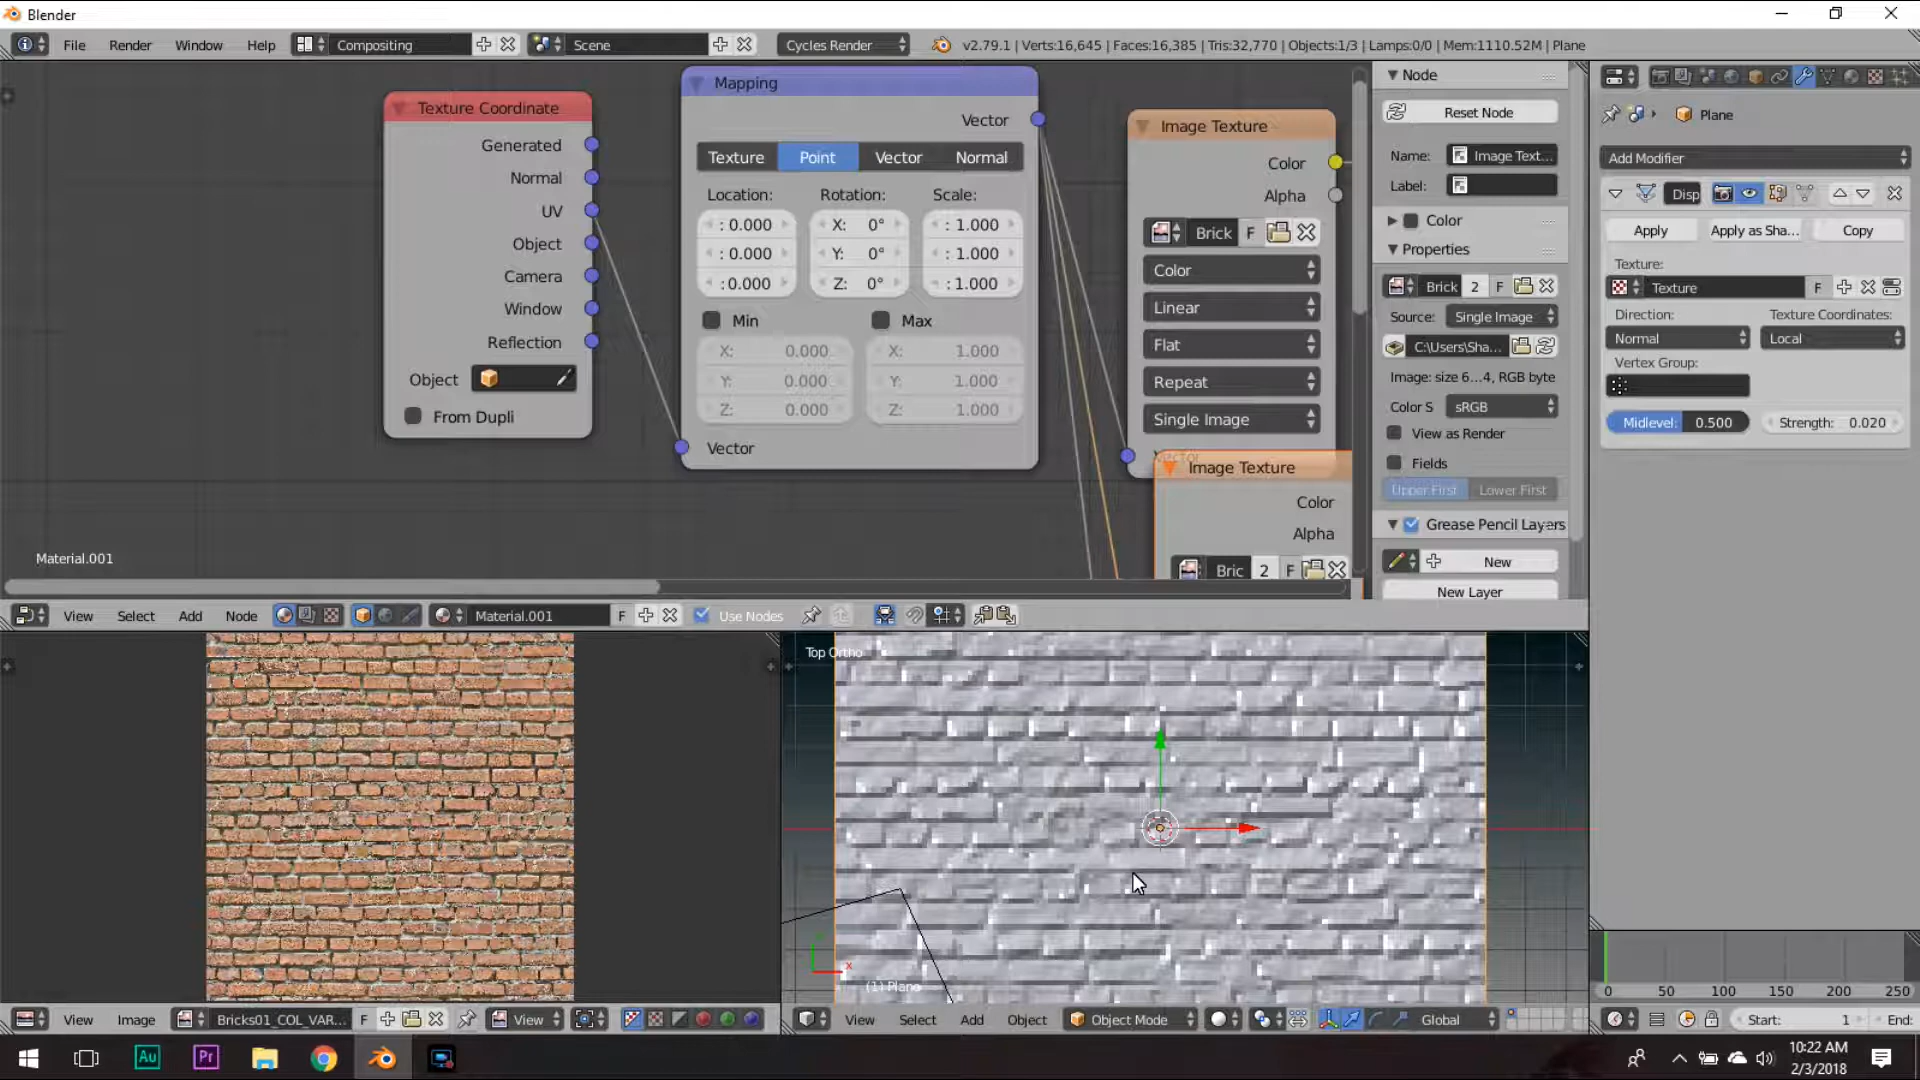 Blender
File Render Window Help Compositing Scene Cycles Render v2.79.1 | Verts:16,645 | Faces:16,385 | Tris:32,770 | Objects:1/3 | Lamps:0/0 | Mem:1110.52M | Plane
Texture Coordinate
Generated
Normal
UV
Object
Camera
Window
Reflection
Object
From Dupli
Mapping
Vector
Texture Point Vector Normal
Location: Rotation: Scale:
: 0.000 X: 0° : 1.000
: 0.000 Y: 0° : 1.000
: 0.000 Z: 0° : 1.000
Min Max
X: 0.000 X: 1.000
Y: 0.000 Y: 1.000
Z: 0.000 Z: 1.000
Vector
Image Texture
Color
Alpha
Brick F
Color
Linear
Flat
Repeat
Single Image
Vector
Image Texture
Color
Alpha
Bric 2 F
Material.001
Node
Reset Node
Name: Image Text...
Label:
Color
Properties
Brick 2 F
Source: Single Image
C:\Users\Sha...
Image: size 6...4, RGB byte
Color S sRGB
View as Render
Fields
Upper First Lower First
Grease Pencil Layers
New
New Layer
Plane
Add Modifier
Disp
Apply Apply as Sha... Copy
Texture:
Texture F
Direction: Texture Coordinates:
Normal Local
Vertex Group:
Midlevel: 0.500 Strength: 0.020
View Select Add Node Material.001 F Use Nodes
Top Ortho
(1) Plane
x
View Image Bricks01_COL_VAR... F View
View Select Add Object Object Mode Global
0 50 100 150 200 250
Start: 1 End:
Au Pr
10:22 AM
2/3/2018